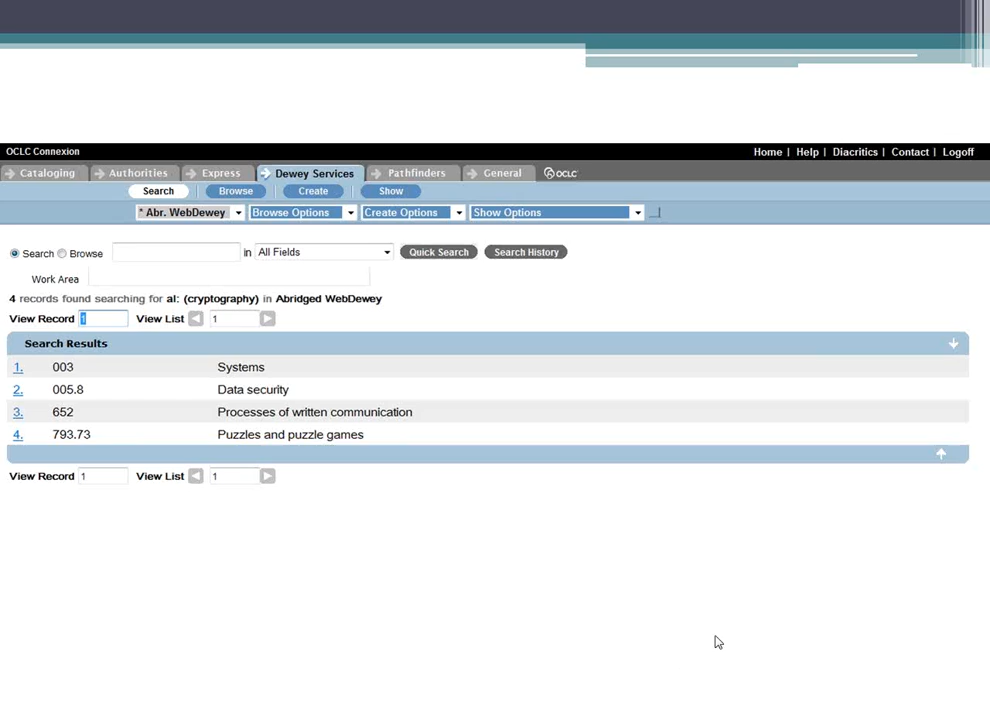 OCLC Connexion Home | Help | Diacritics | Contact | Logoff
Cataloging Authorities Express Dewey Services Pathfinders General OCLC
Search Browse Create Show
* Abr. WebDewey Browse Options Create Options Show Options
Search Browse in All Fields Quick Search Search History
Work Area
4 records found searching for al: (cryptography) in Abridged WebDewey
View Record 1 View List 1
Search Results
1. 003 Systems
2. 005.8 Data security
3. 652 Processes of written communication
4. 793.73 Puzzles and puzzle games
View Record 1 View List 1